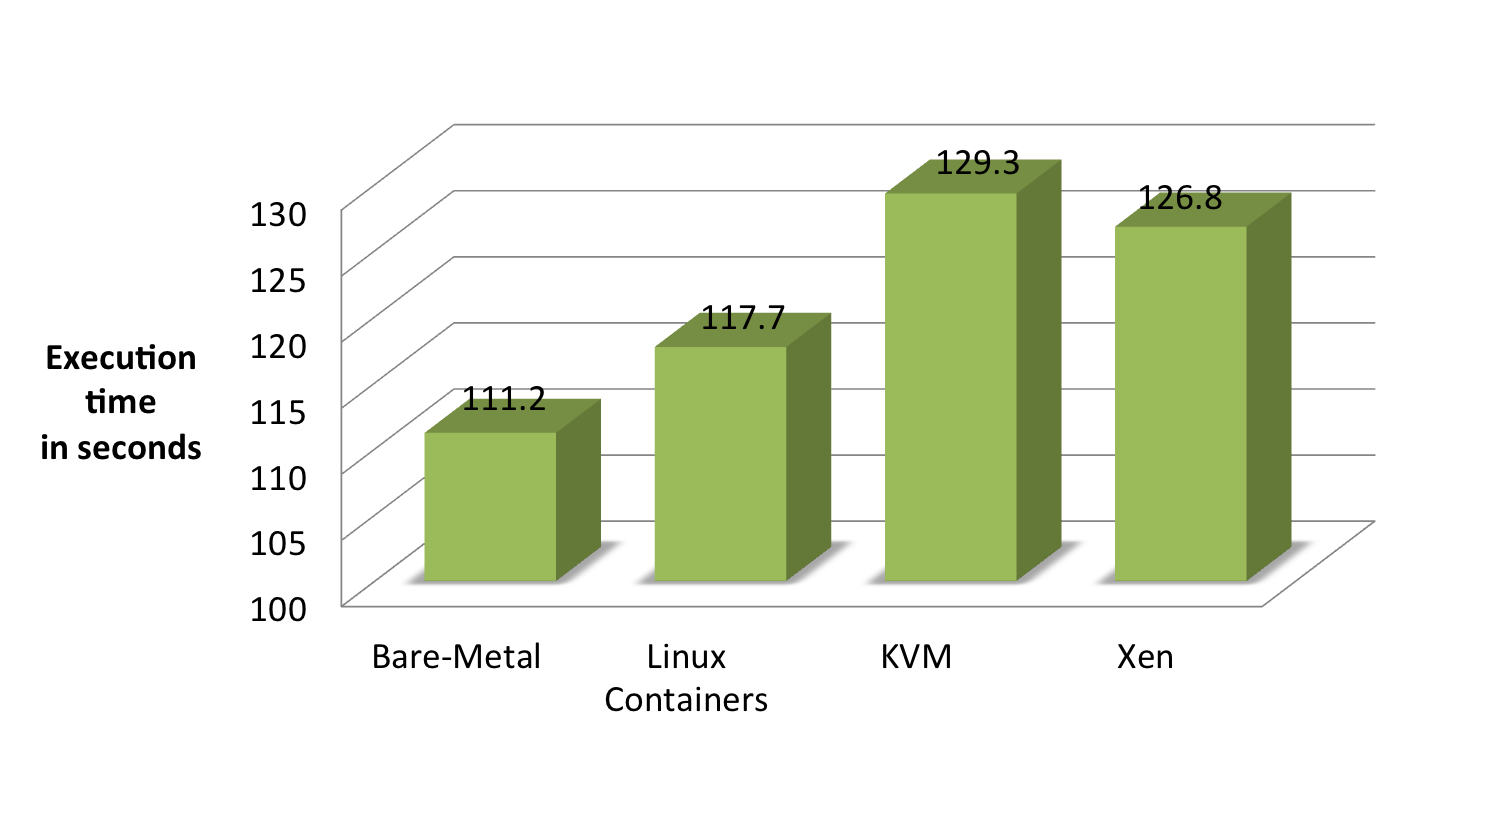 129.3
126.8
117.7
111.2
130
125
120
115
110
105
100
Execution
time
in seconds
Bare-Metal
Linux
Containers
KVM
Xen